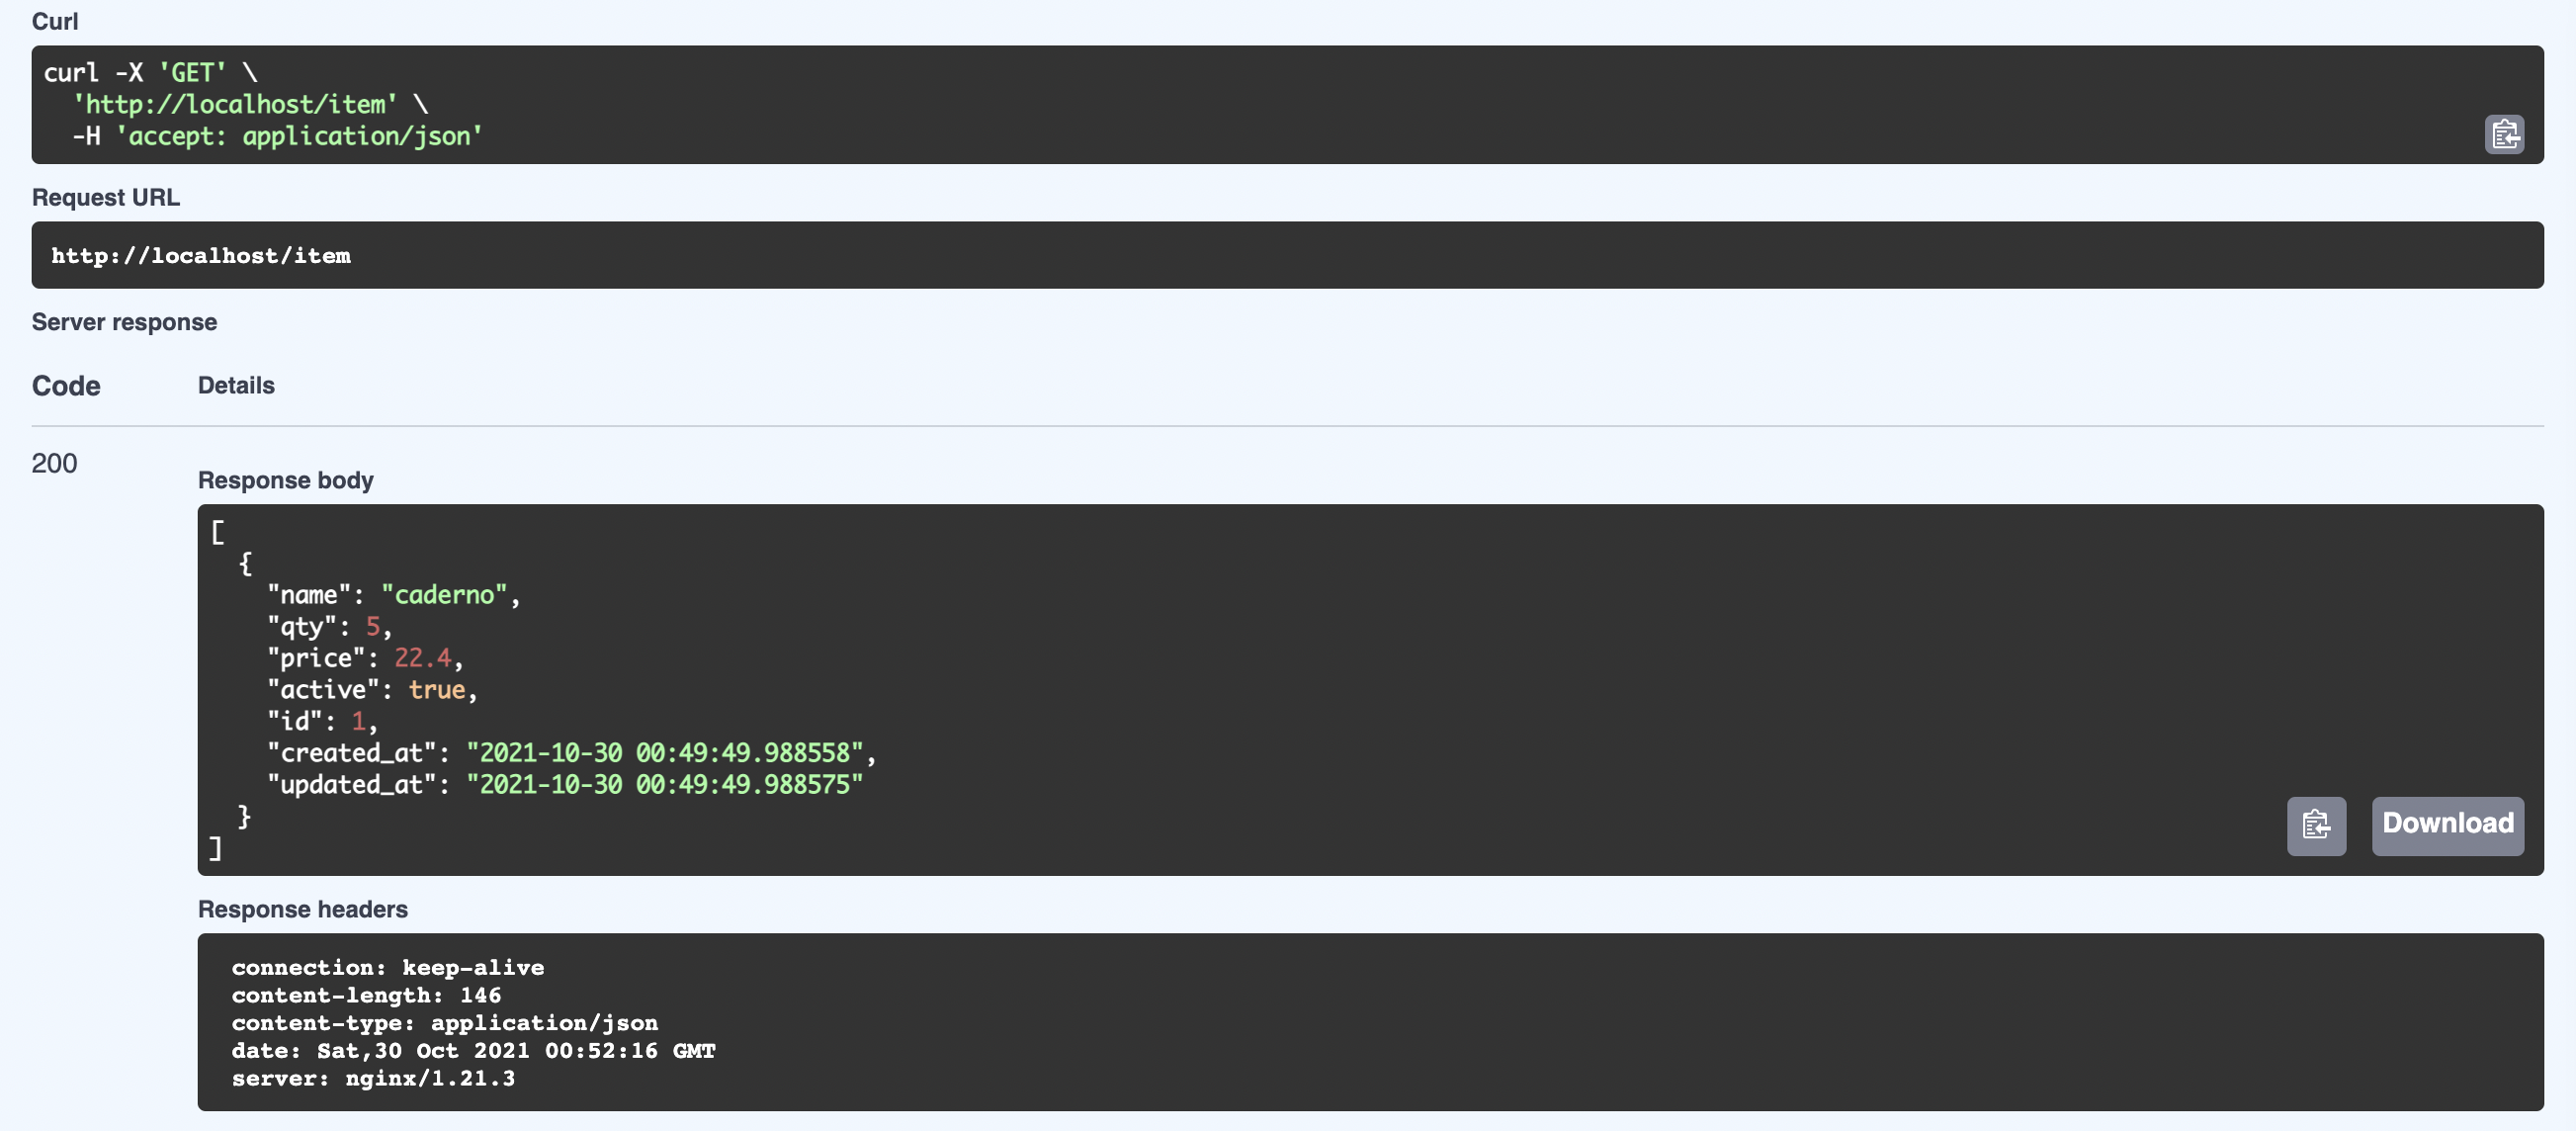 Curl
curl -X 'GET' \
  'http://localhost/item' \
  -H 'accept: application/json'
Request URL
http://localhost/item
Server response
Code Details
200
Response body
[
  {
    "name": "caderno",
    "qty": 5,
    "price": 22.4,
    "active": true,
    "id": 1,
    "created_at": "2021-10-30 00:49:49.988558",
    "updated_at": "2021-10-30 00:49:49.988575"
  }
]
Download
Response headers
connection: keep-alive
content-length: 146
content-type: application/json
date: Sat,30 Oct 2021 00:52:16 GMT
server: nginx/1.21.3